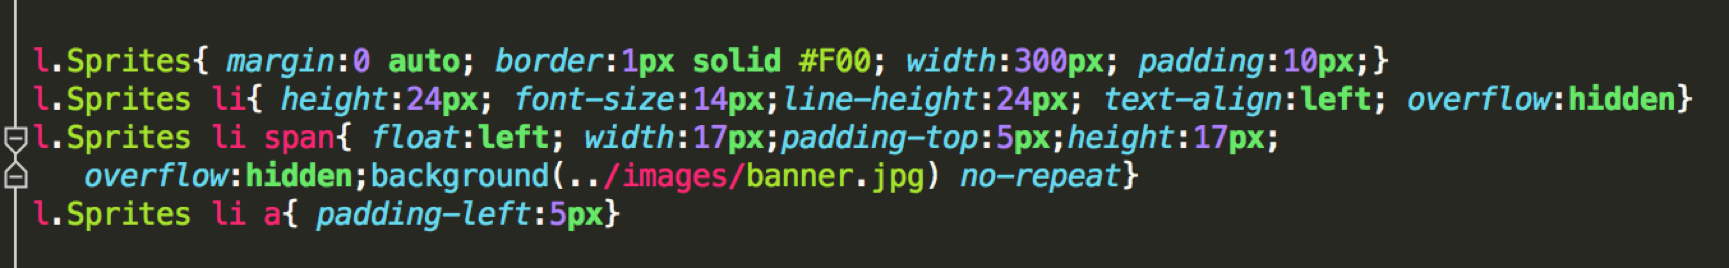 l.Sprites{ margin:0 auto; border:1px solid #F00; width:300px; padding:10px;}
l.Sprites li{ height:24px; font-size:14px;line-height:24px; text-align:left; overflow:hidden}
l.Sprites li span{ float:left; width:17px;padding-top:5px;height:17px;
overflow:hidden;background(../images/banner.jpg) no-repeat}
l.Sprites li a{ padding-left:5px}